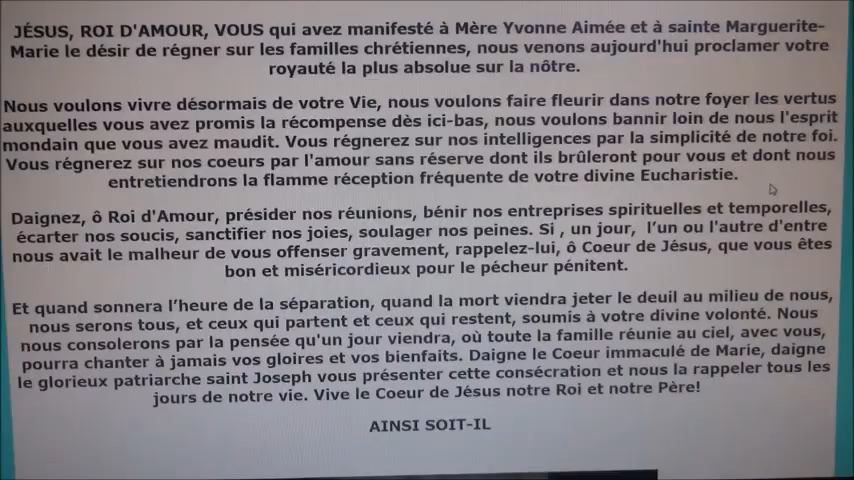 JÉSUS, ROI D'AMOUR, VOUS qui avez manifesté à Mère Yvonne Aimée et à sainte Marguerite-
Marie le désir de régner sur les familles chrétiennes, nous venons aujourd'hui proclamer votre
royauté la plus absolue sur la nôtre.
Nous voulons vivre désormais de votre Vie, nous voulons faire fleurir dans notre foyer les vertus
auxquelles vous avez promis la récompense dès ici-bas, nous voulons bannir loin de nous l'esprit
mondain que vous avez maudit. Vous régnerez sur nos intelligences par la simplicité de notre foi.
Vous régnerez sur nos coeurs par l'amour sans réserve dont ils brûleront pour vous et dont nous
entretiendrons la flamme réception fréquente de votre divine Eucharistie.
Daignez, ô Roi d'Amour, présider nos réunions, bénir nos entreprises spirituelles et temporelles,
écarter nos soucis, sanctifier nos joies, soulager nos peines. Si , un jour, l'un ou l'autre d'entre
nous avait le malheur de vous offenser gravement, rappelez-lui, ô Coeur de Jésus, que vous êtes
bon et miséricordieux pour le pécheur pénitent.
Et quand sonnera l'heure de la séparation, quand la mort viendra jeter le deuil au milieu de nous,
nous serons tous, et ceux qui partent et ceux qui restent, soumis à votre divine volonté. Nous
nous consolerons par la pensée qu'un jour viendra, où toute la famille réunie au ciel, avec vous,
pourra chanter à jamais vos gloires et vos bienfaits. Daigne le Coeur immaculé de Marie, daigne
le glorieux patriarche saint Joseph vous présenter cette consécration et nous la rappeler tous les
jours de notre vie. Vive le Coeur de Jésus notre Roi et notre Père!
AINSI SOIT-IL